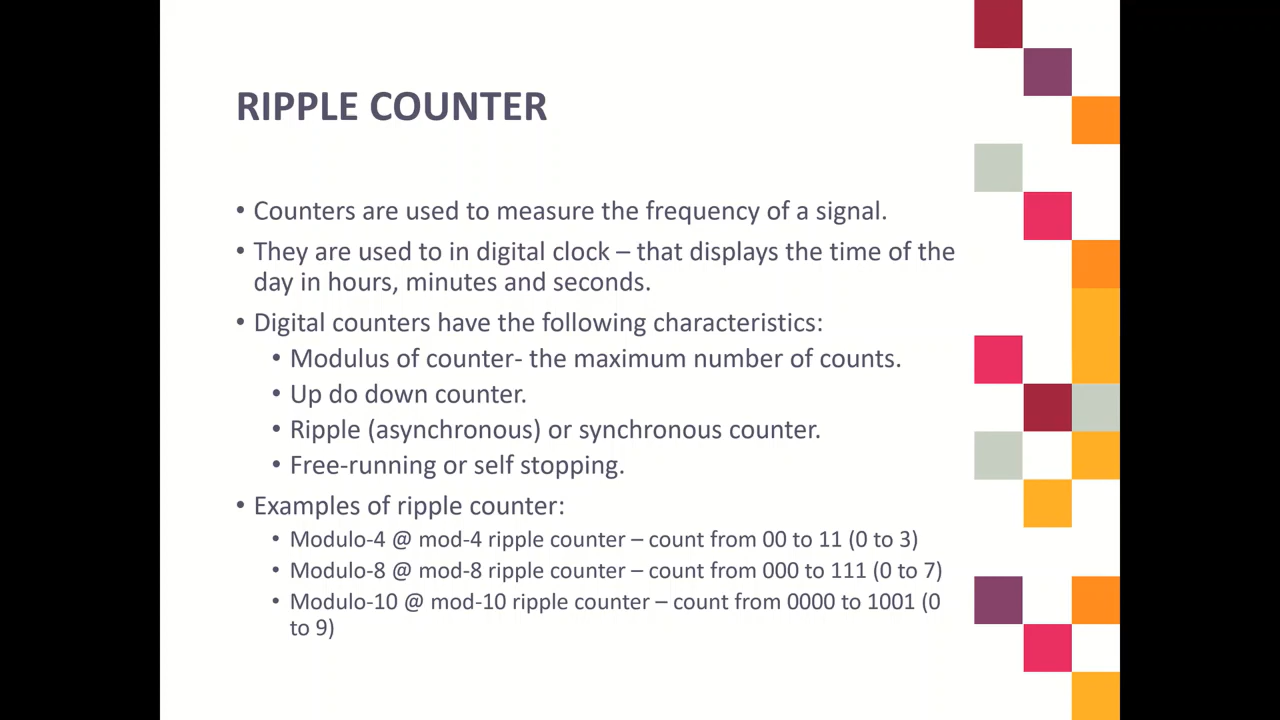 RIPPLE COUNTER
• Counters are used to measure the frequency of a signal.
• They are used to in digital clock – that displays the time of the
day in hours, minutes and seconds.
• Digital counters have the following characteristics:
• Modulus of counter- the maximum number of counts.
• Up do down counter.
• Ripple (asynchronous) or synchronous counter.
• Free-running or self stopping.
• Examples of ripple counter:
• Modulo-4 @ mod-4 ripple counter – count from 00 to 11 (0 to 3)
• Modulo-8 @ mod-8 ripple counter – count from 000 to 111 (0 to 7)
• Modulo-10 @ mod-10 ripple counter – count from 0000 to 1001 (0
to 9)